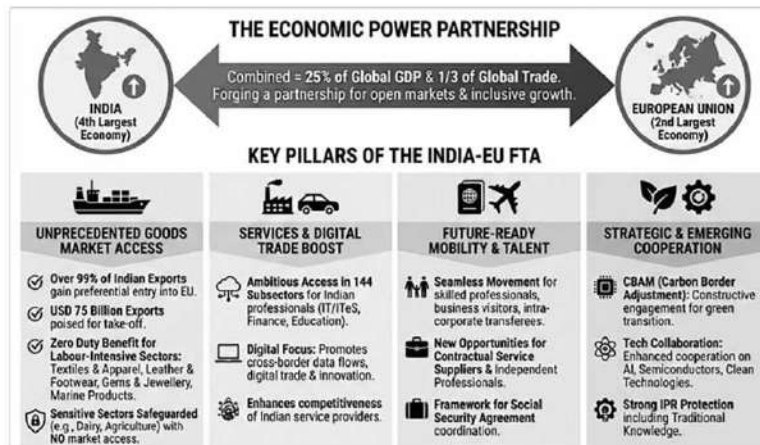 THE ECONOMIC POWER PARTNERSHIP
Combined = 25% of Global GDP & 1/3 of Global Trade.
Forging a partnership for open markets & inclusive growth.
INDIA
(4th Largest
Economy)
EUROPEAN UNION
(2nd Largest
Economy)
KEY PILLARS OF THE INDIA-EU FTA
UNPRECEDENTED GOODS
MARKET ACCESS
Over 99% of Indian Exports
gain preferential entry into EU.
USD 75 Billion Exports
poised for take-off.
Zero Duty Benefit for
Labour-Intensive Sectors:
Textiles & Apparel, Leather &
Footwear, Gems & Jewellery,
Marine Products.
Sensitive Sectors Safeguarded
(e.g., Dairy, Agriculture) with
NO market access.
SERVICES & DIGITAL
TRADE BOOST
Ambitious Access in 144
Subsectors for Indian
professionals (IT/ITeS,
Finance, Education).
Digital Focus: Promotes
cross-border data flows,
digital trade & innovation.
Enhances competitiveness
of Indian service providers.
FUTURE-READY
MOBILITY & TALENT
Seamless Movement for
skilled professionals,
business visitors, intra-
corporate transferees.
New Opportunities for
Contractual Service
Suppliers & Independent
Professionals.
Framework for Social
Security Agreement
coordination.
STRATEGIC & EMERGING
COOPERATION
CBAM (Carbon Border
Adjustment): Constructive
engagement for green
transition.
Tech Collaboration:
Enhanced cooperation on
AI, Semiconductors, Clean
Technologies.
Strong IPR Protection
including Traditional
Knowledge.